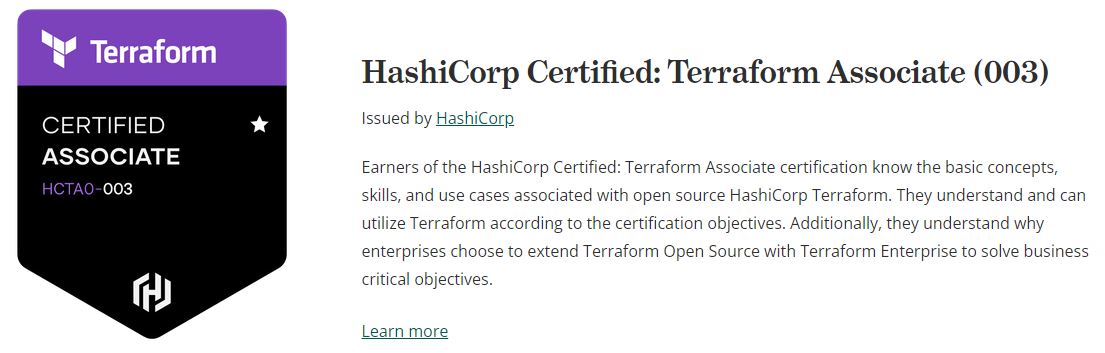 Terraform
CERTIFIED
ASSOCIATE
HCTA0-003
HashiCorp Certified: Terraform Associate (003)
Issued by HashiCorp
Earners of the HashiCorp Certified: Terraform Associate certification know the basic concepts,
skills, and use cases associated with open source HashiCorp Terraform. They understand and can
utilize Terraform according to the certification objectives. Additionally, they understand why
enterprises choose to extend Terraform Open Source with Terraform Enterprise to solve business
critical objectives.
Learn more